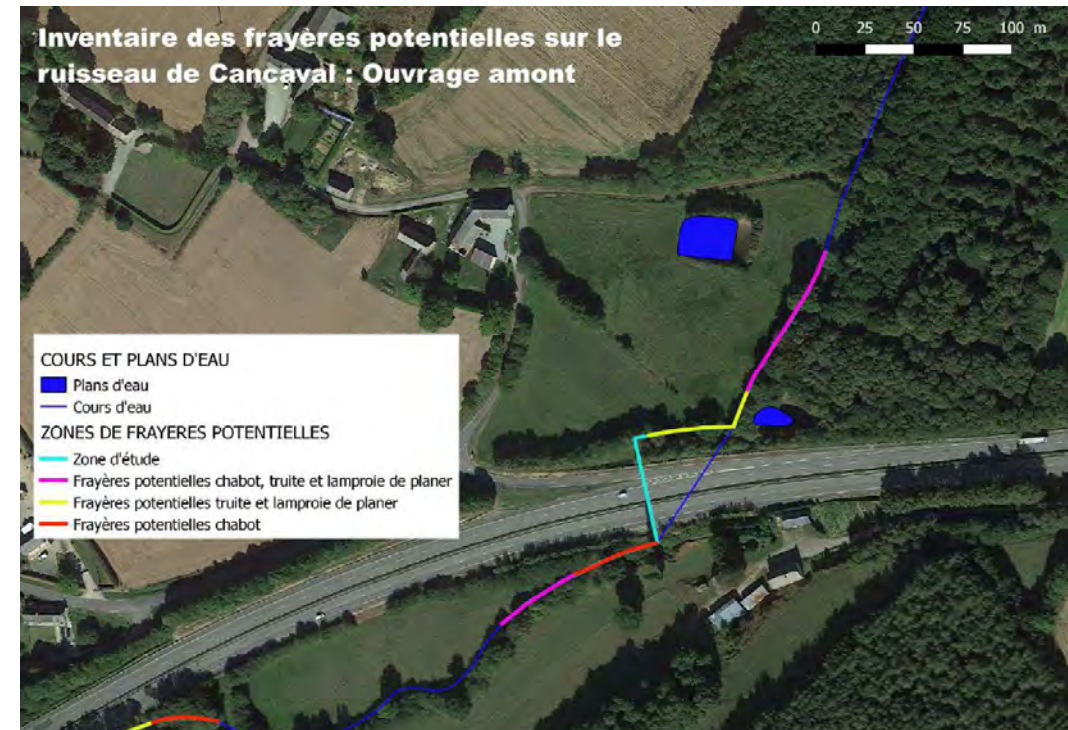 Inventaire des frayères potentielles sur le
ruisseau de Cancaval : Ouvrage amont
0 25 50 75 100 m
COURS ET PLANS D'EAU
Plans d'eau
Cours d'eau
ZONES DE FRAYERES POTENTIELLES
Zone d'étude
Frayères potentielles chabot, truite et lamproie de planer
Frayères potentielles truite et lamproie de planer
Frayères potentielles chabot